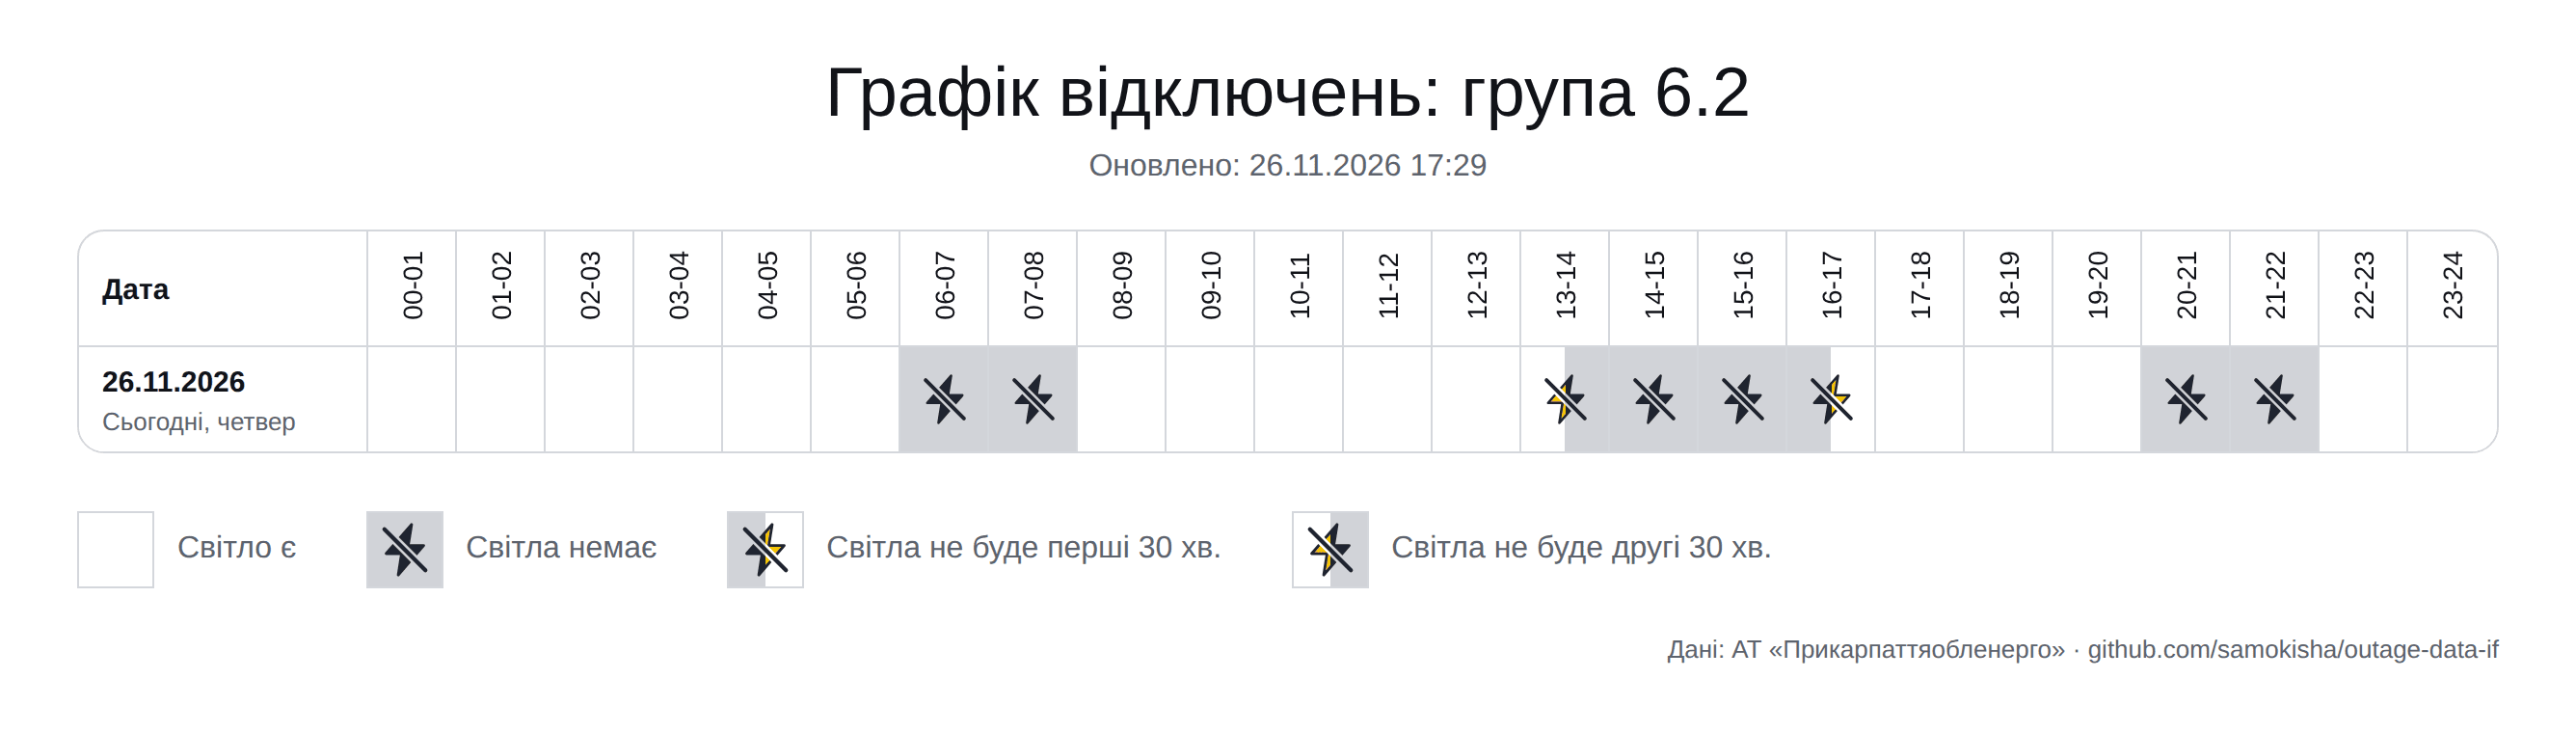 Графік відключень: група 6.2
Оновлено: 26.11.2026 17:29
Дата 00-01 01-02 02-03 03-04 04-05 05-06 06-07 07-08 08-09 09-10 10-11 11-12 12-13 13-14 14-15 15-16 16-17 17-18 18-19 19-20 20-21 21-22 22-23 23-24
26.11.2026
Сьогодні, четвер
Світло є Світла немає Світла не буде перші 30 хв. Світла не буде другі 30 хв.
Дані: АТ «Прикарпаттяобленерго» · github.com/samokisha/outage-data-if